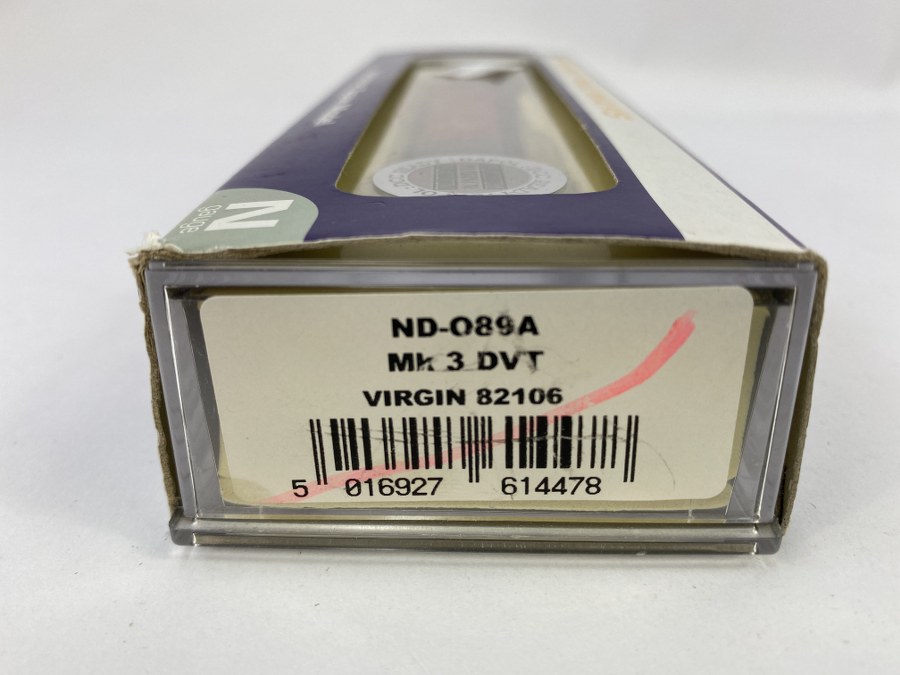 N
gauge
ND-089A
Mk 3 DVT
VIRGIN 82106
5 016927 614478